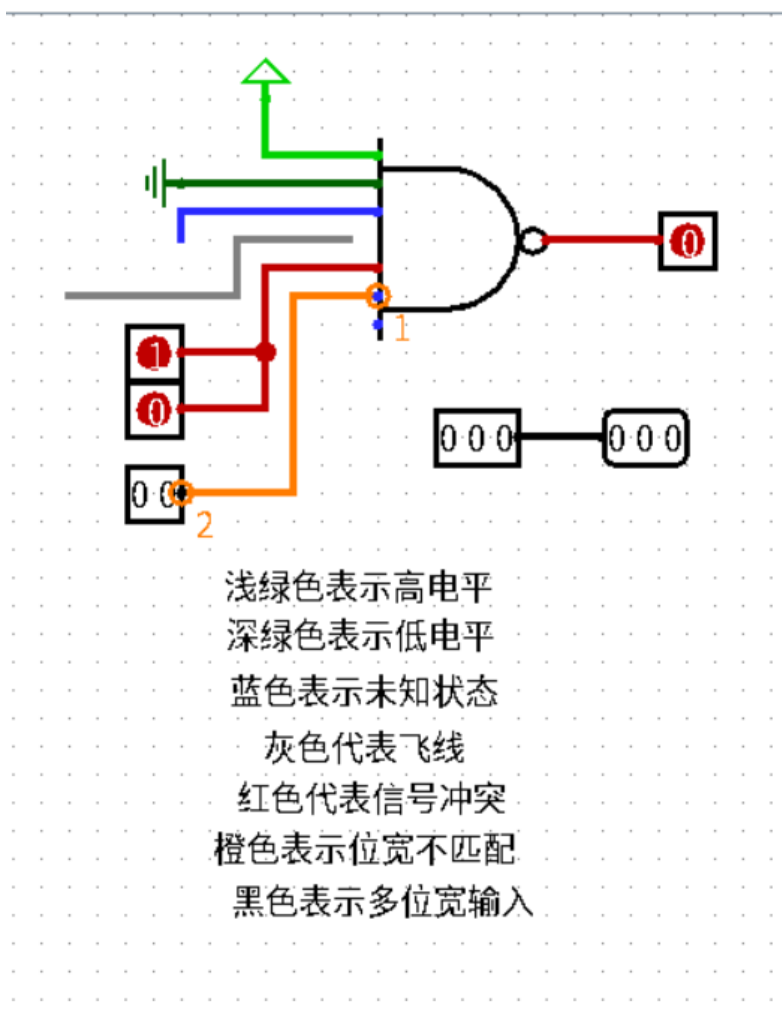 0
1
1
0
0 0 0 0 0 0
0 0
2
浅绿色表示高电平
深绿色表示低电平
蓝色表示未知状态
灰色代表飞线
红色代表信号冲突
橙色表示位宽不匹配
黑色表示多位宽输入